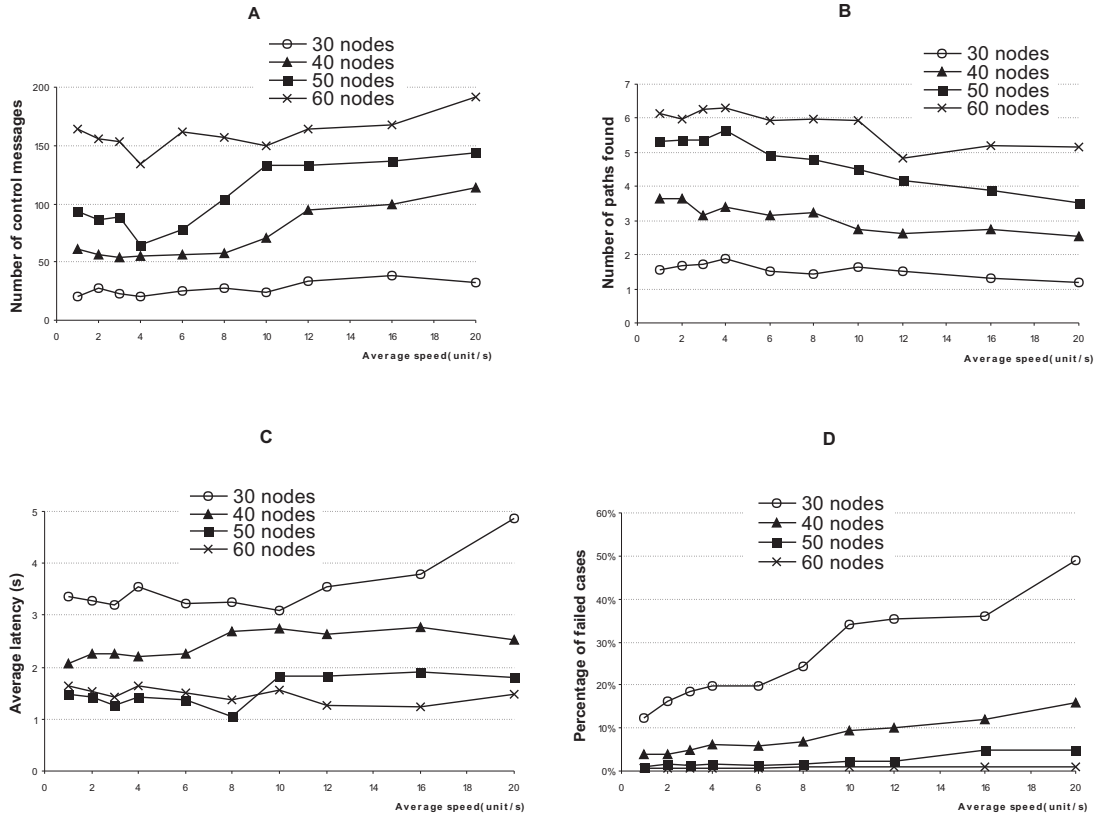 A
30 nodes
40 nodes
50 nodes
60 nodes
Number of control messages
200
150
100
50
0
0 2 4 6 8 10 12 14 16 18 20
Average speed(unit/s)
B
30 nodes
40 nodes
50 nodes
60 nodes
Number of paths found
7
6
5
4
3
2
1
0
0 2 4 6 8 10 12 14 16 18 20
Average speed(unit/s)
C
30 nodes
40 nodes
50 nodes
60 nodes
Average latency (s)
5
4
3
2
1
0
0 2 4 6 8 10 12 14 16 18 20
Average speed(unit/s)
D
30 nodes
40 nodes
50 nodes
60 nodes
Percentage of failed cases
60%
50%
40%
30%
20%
10%
0%
0 2 4 6 8 10 12 14 16 18 20
Average speed(unit/s)